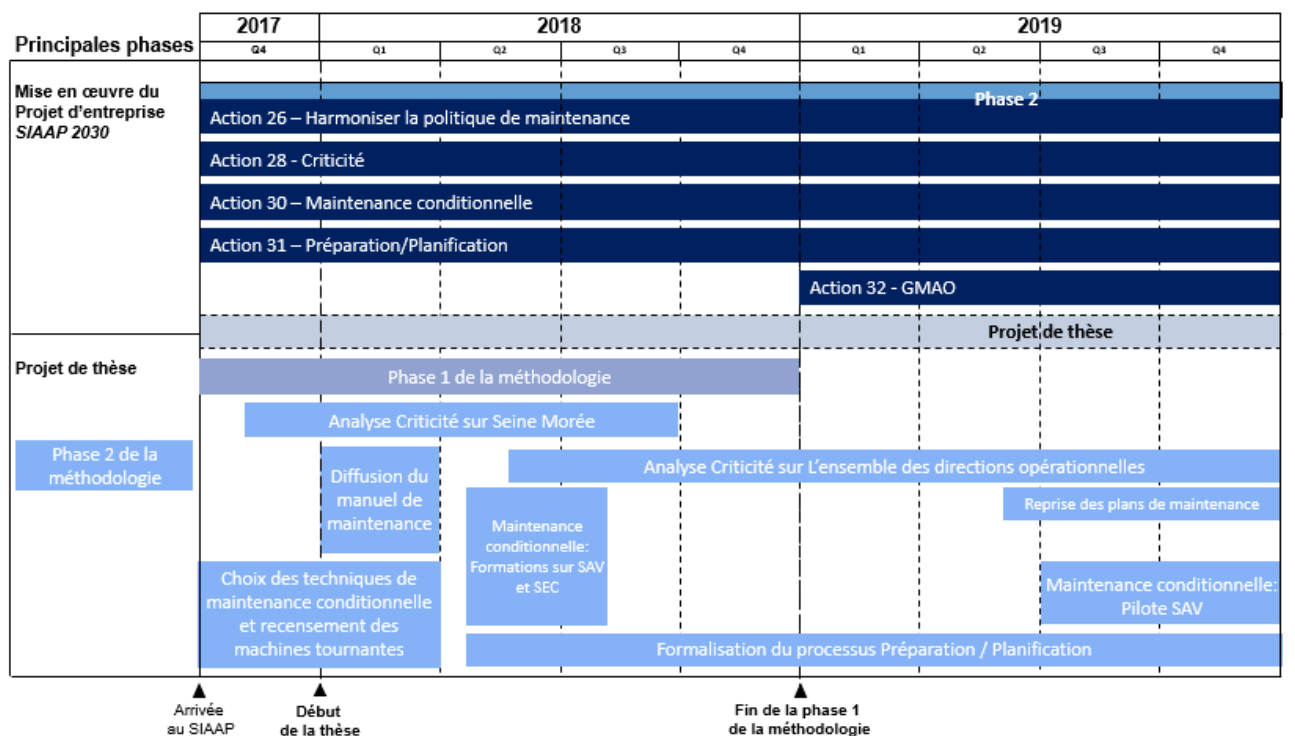 2017
2018
2019
Principales phases
Q4
Q1
Q2
Q3
Q4
Q1
Q2
Q3
Q4
Mise en œuvre du
Projet d'entreprise
SIAAP 2030
Phase 2
Action 26 – Harmoniser la politique de maintenance
Action 28 - Criticité
Action 30 – Maintenance conditionnelle
Action 31 – Préparation/Planification
Action 32 - GMAO
Projet de thèse
Projet de thèse
Phase 1 de la méthodologie
Analyse Criticité sur Seine Morée
Phase 2 de la
méthodologie
Diffusion du
manuel de
maintenance
Analyse Criticité sur L'ensemble des directions opérationnelles
Reprise des plans de maintenance
Maintenance
conditionnelle:
Formations sur SAV
et SEC
Choix des techniques de
maintenance conditionnelle
et recensement des
machines tournantes
Maintenance conditionnelle:
Pilote SAV
Formalisation du processus Préparation / Planification
Arrivée
au SIAAP
Début
de la thèse
Fin de la phase 1
de la méthodologie